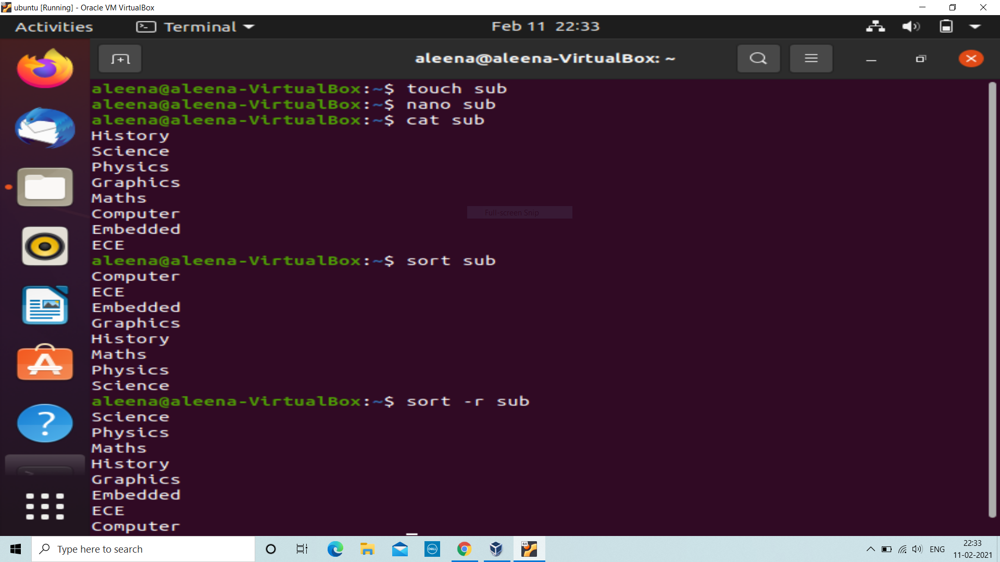 ubuntu [Running] - Oracle VM VirtualBox
Activities Terminal Feb 11 22:33
aleena@aleena-VirtualBox: ~
aleena@aleena-VirtualBox:~$ touch sub
aleena@aleena-VirtualBox:~$ nano sub
aleena@aleena-VirtualBox:~$ cat sub
History
Science
Physics
Graphics
Maths
Computer
Full-screen Snip
Embedded
ECE
aleena@aleena-VirtualBox:~$ sort sub
Computer
ECE
Embedded
Graphics
History
Maths
Physics
Science
aleena@aleena-VirtualBox:~$ sort -r sub
Science
Physics
Maths
History
Graphics
Embedded
ECE
Computer
Type here to search
DELL
64
ENG
22:33
11-02-2021